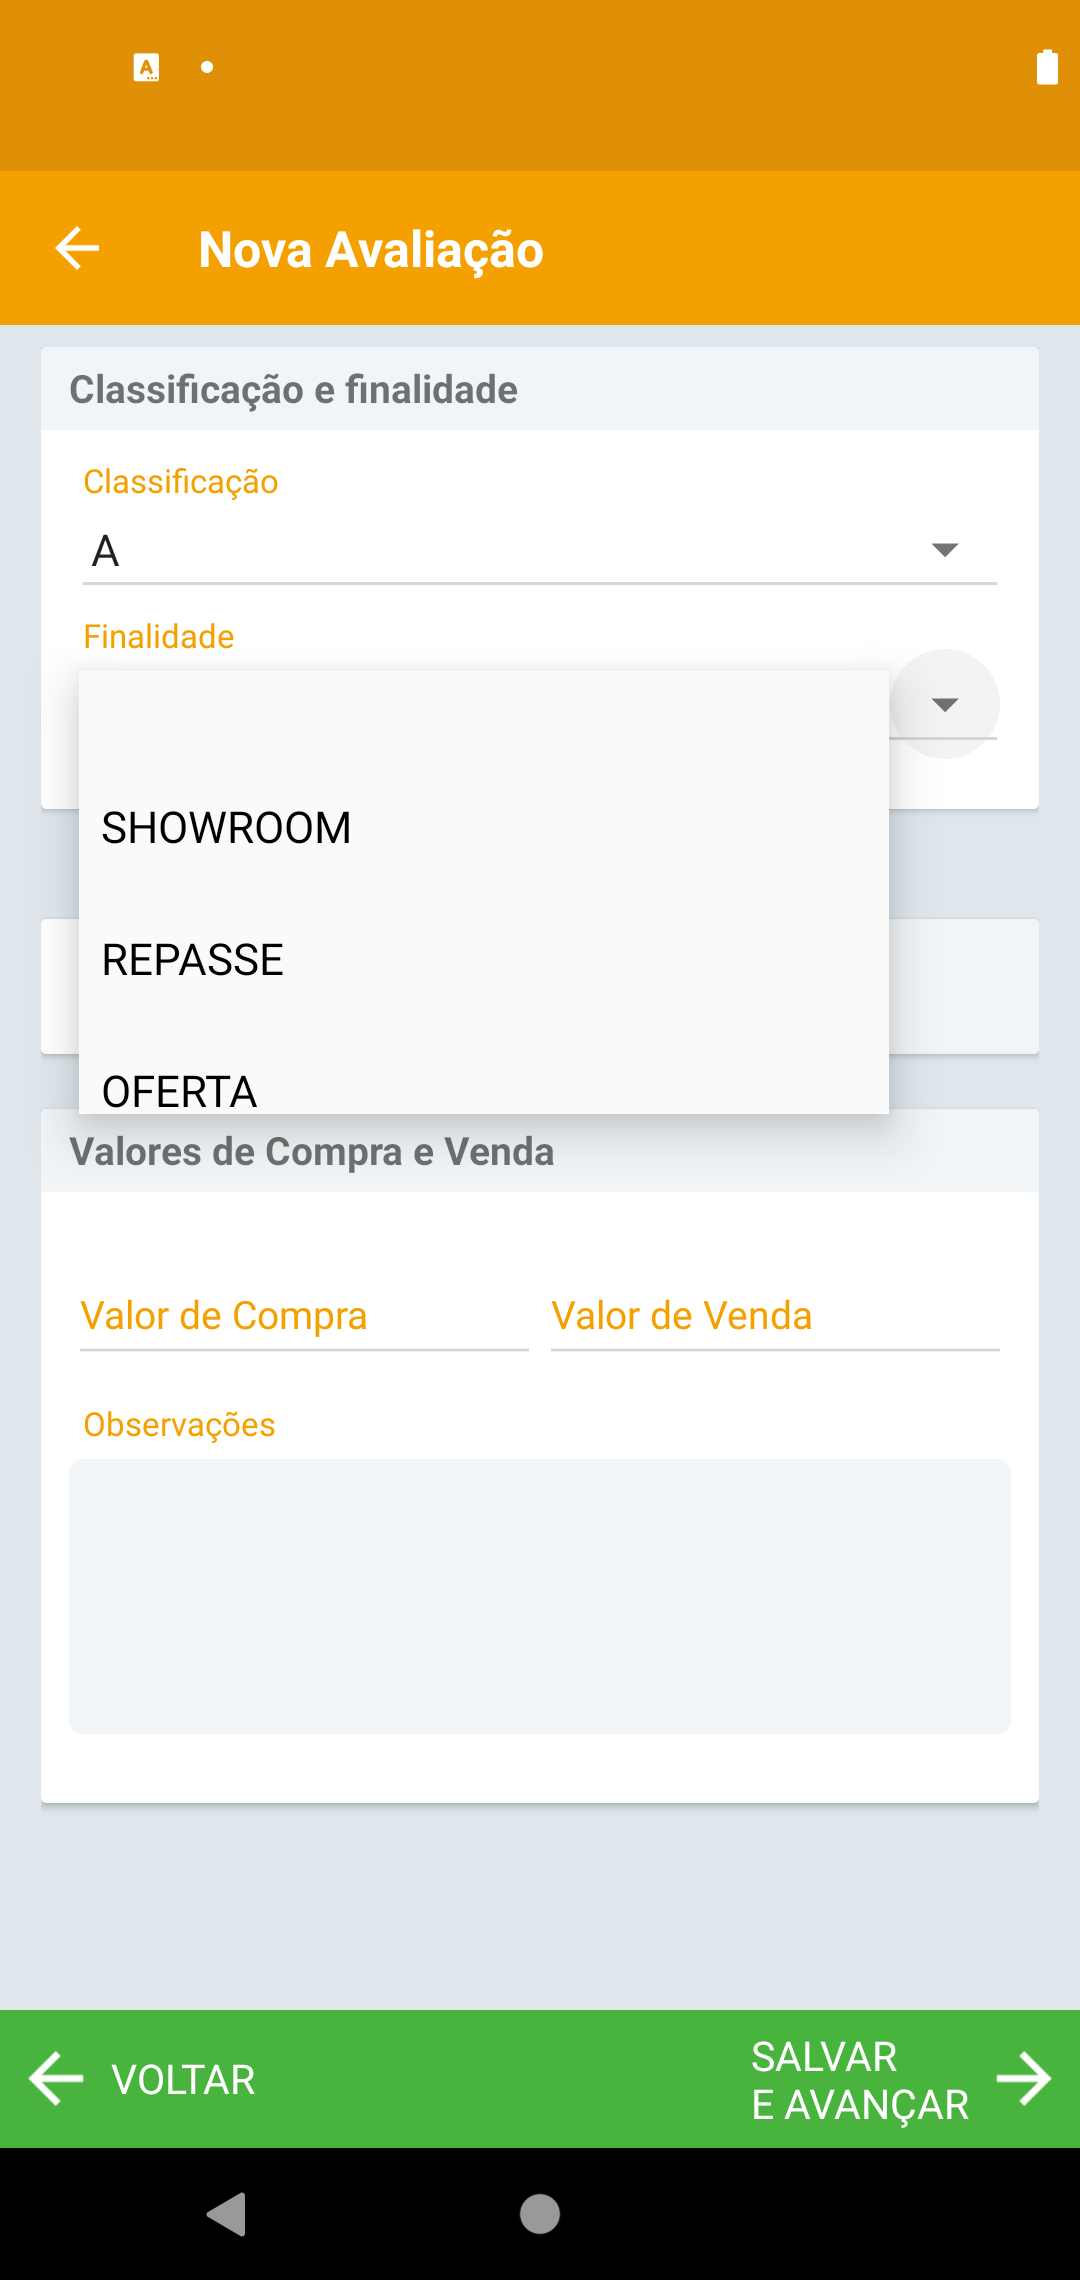 Nova Avaliação
Classificação e finalidade
Classificação
A
Finalidade
SHOWROOM
REPASSE
OFERTA
Valores de Compra e Venda
Valor de Compra
Valor de Venda
Observações
VOLTAR
SALVAR
E AVANÇAR